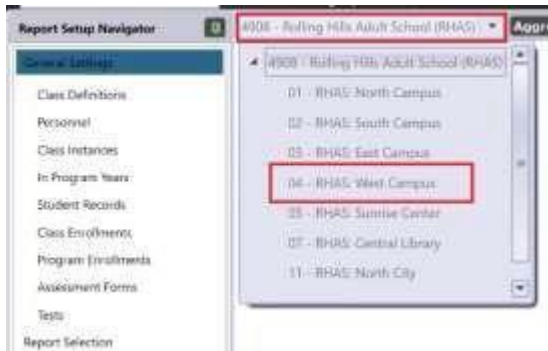 Report Setup Navigator
General Settings
Class Definitions
Personnel
Class Instances
In Program Years
Student Records
Class Enrollments
Program Enrollments
Assessment Forms
Tests
Report Selection
4908 - Rolling Hills Adult School (RHAS)
Aggre
4908 - Rolling Hills Adult School (RHAS)
01 - RHAS: North Campus
02 - RHAS: South Campus
03 - RHAS: East Campus
04 - RHAS: West Campus
05 - RHAS: Sunrise Center
07 - RHAS: Central Library
11 - RHAS: North City